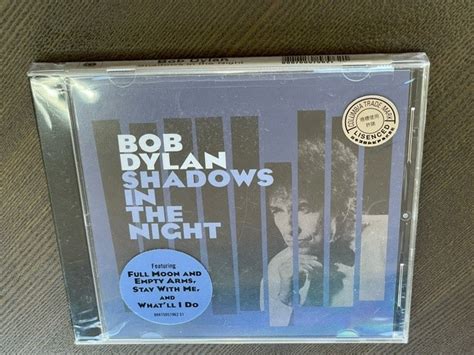 Bob Dylan
BOB
DYLAN
SHADOWS
IN
THE
NIGHT
COLUMBIA TRADE MARK
LISENCED
Featuring
FULL MOON AND
EMPTY ARMS,
STAY WITH ME,
AND
WHAT'LL I DO